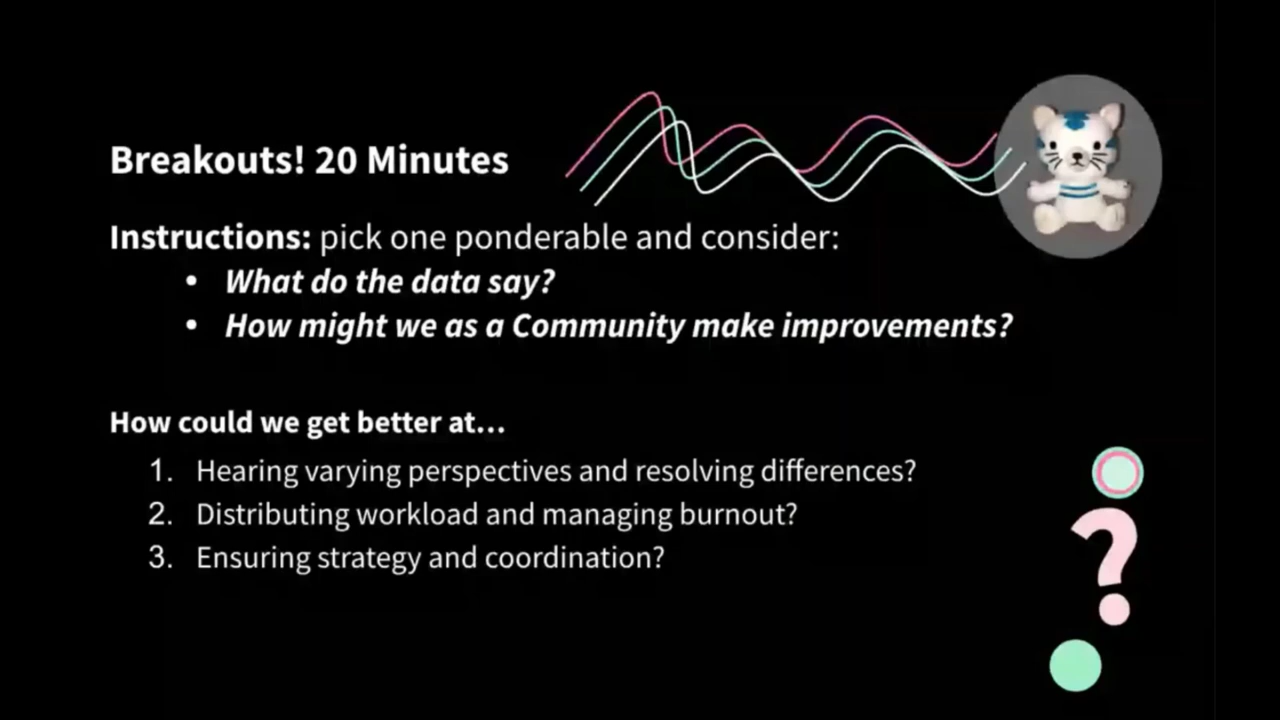 Breakouts! 20 Minutes
Instructions: pick one ponderable and consider:
• What do the data say?
• How might we as a Community make improvements?
How could we get better at...
1. Hearing varying perspectives and resolving differences?
2. Distributing workload and managing burnout?
3. Ensuring strategy and coordination?
?